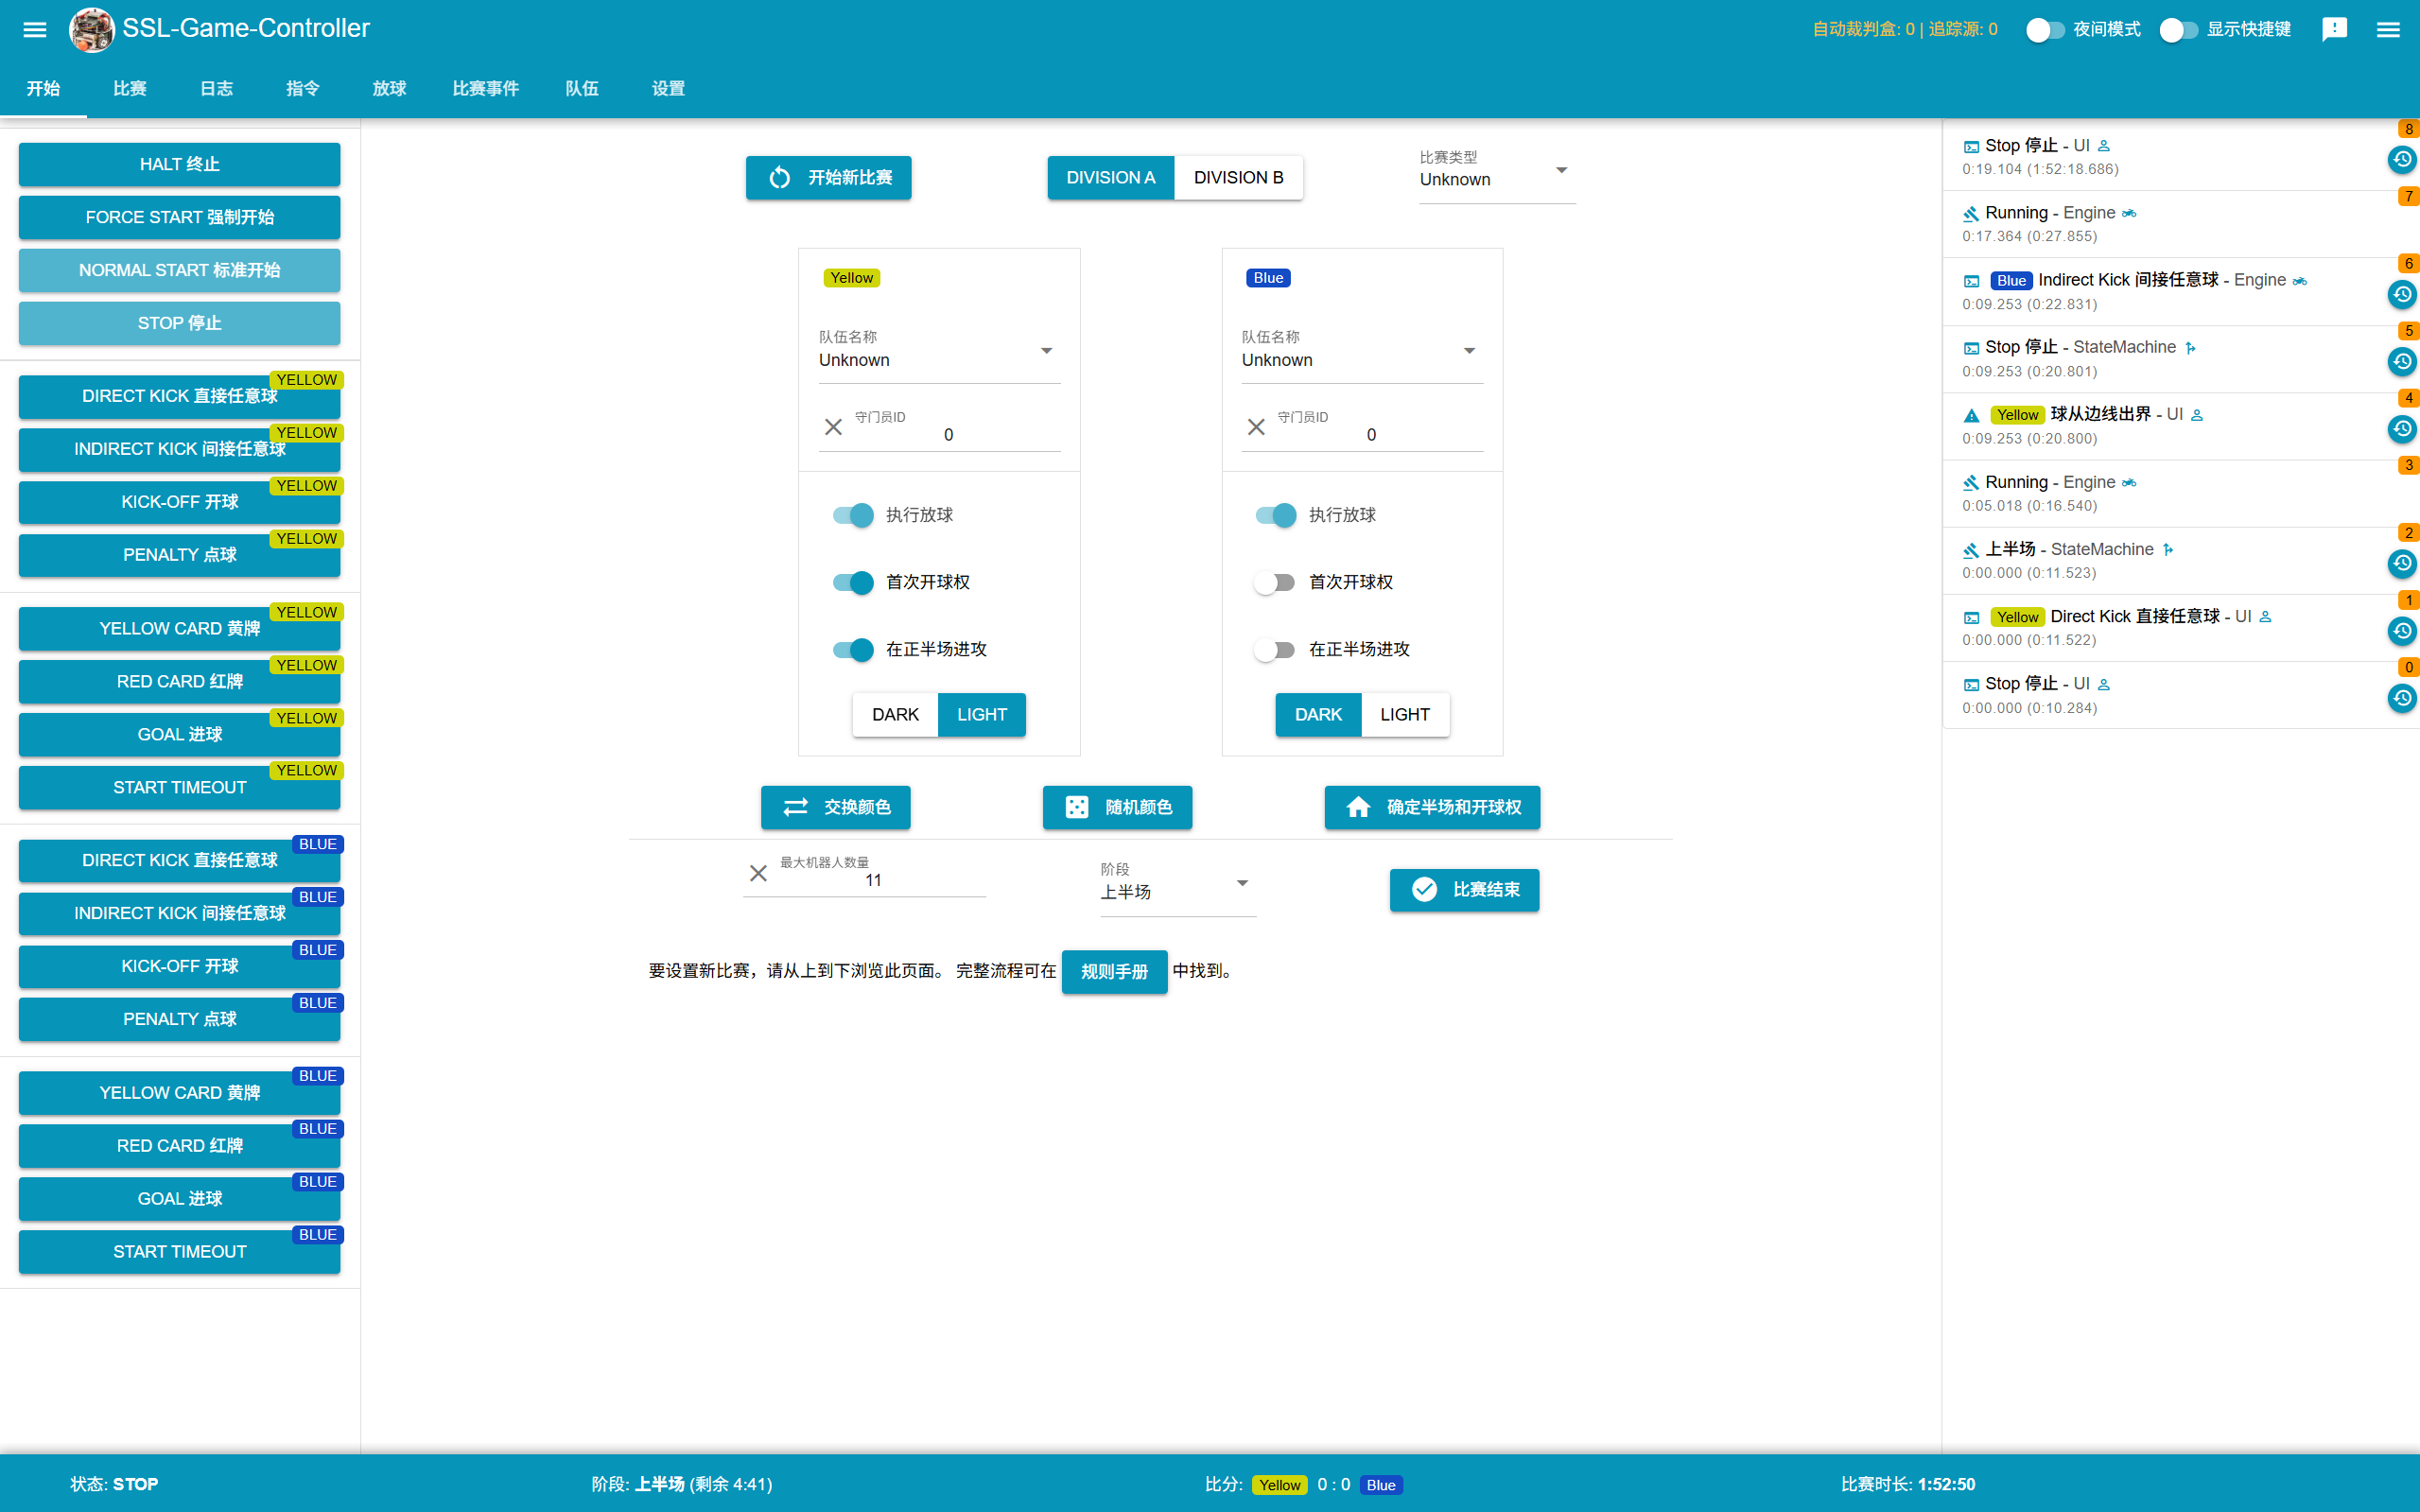 SSL-Game-Controller
自动裁判盒: 0 | 追踪源: 0
夜间模式
显示快捷键
开始 比赛 日志 指令 放球 比赛事件 队伍 设置
HALT 终止
FORCE START 强制开始
NORMAL START 标准开始
STOP 停止
YELLOW
DIRECT KICK 直接任意球
YELLOW
INDIRECT KICK 间接任意球
YELLOW
KICK-OFF 开球
YELLOW
PENALTY 点球
YELLOW
YELLOW CARD 黄牌
YELLOW
RED CARD 红牌
YELLOW
GOAL 进球
YELLOW
START TIMEOUT
BLUE
DIRECT KICK 直接任意球
BLUE
INDIRECT KICK 间接任意球
BLUE
KICK-OFF 开球
BLUE
PENALTY 点球
BLUE
YELLOW CARD 黄牌
BLUE
RED CARD 红牌
BLUE
GOAL 进球
BLUE
START TIMEOUT
开始新比赛
DIVISION A DIVISION B
比赛类型
Unknown
Yellow
队伍名称
Unknown
守门员ID
0
执行放球
首次开球权
在正半场进攻
DARK LIGHT
Blue
队伍名称
Unknown
守门员ID
0
执行放球
首次开球权
在正半场进攻
DARK LIGHT
交换颜色
随机颜色
确定半场和开球权
最大机器人数量
11
阶段
上半场
比赛结束
要设置新比赛，请从上到下浏览此页面。 完整流程可在 规则手册 中找到。
8
Stop 停止 - UI
0:19.104 (1:52:18.686)
7
Running - Engine
0:17.364 (0:27.855)
6
Blue Indirect Kick 间接任意球 - Engine
0:09.253 (0:22.831)
5
Stop 停止 - StateMachine
0:09.253 (0:20.801)
4
Yellow 球从边线出界 - UI
0:09.253 (0:20.800)
3
Running - Engine
0:05.018 (0:16.540)
2
上半场 - StateMachine
0:00.000 (0:11.523)
1
Yellow Direct Kick 直接任意球 - UI
0:00.000 (0:11.522)
0
Stop 停止 - UI
0:00.000 (0:10.284)
状态: STOP
阶段: 上半场 (剩余 4:41)
比分: Yellow 0 : 0 Blue
比赛时长: 1:52:50